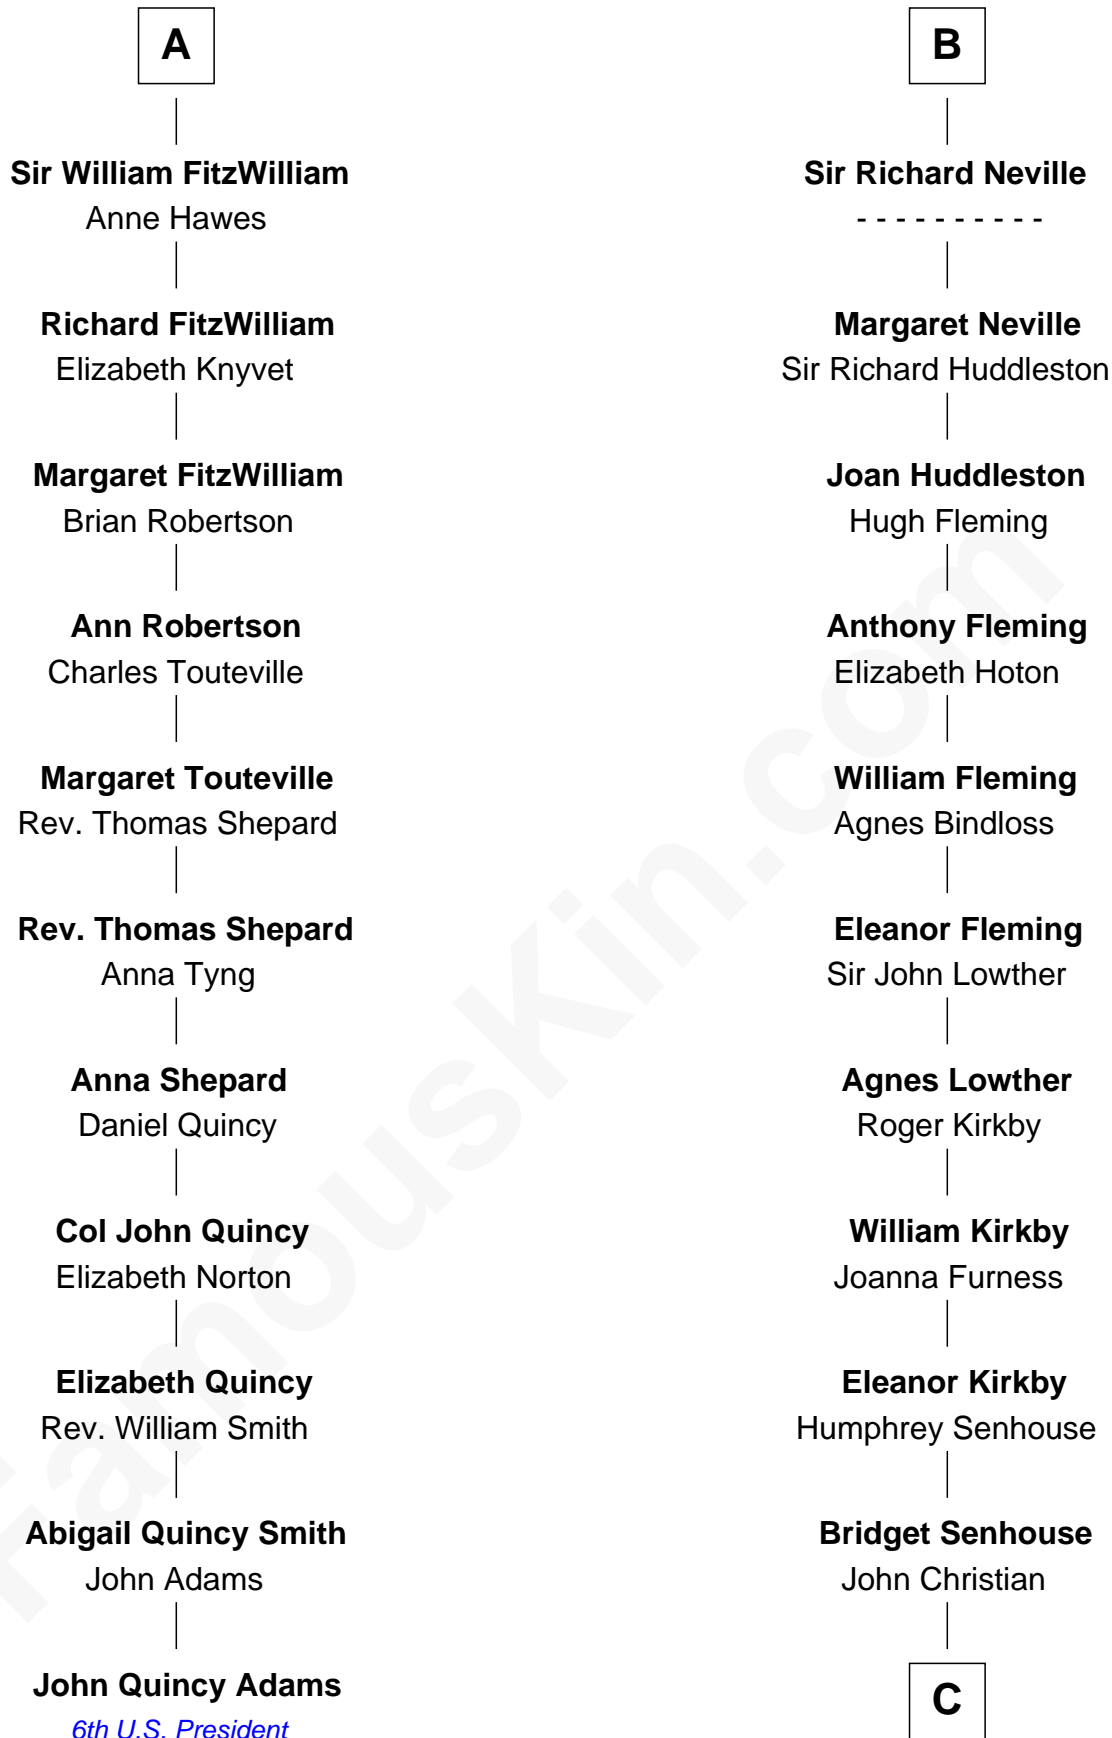 A
Sir William FitzWilliam
Anne Hawes
Richard FitzWilliam
Elizabeth Knyvet
Margaret FitzWilliam
Brian Robertson
Ann Robertson
Charles Touteville
Margaret Touteville
Rev. Thomas Shepard
Rev. Thomas Shepard
Anna Tyng
Anna Shepard
Daniel Quincy
Col John Quincy
Elizabeth Norton
Elizabeth Quincy
Rev. William Smith
Abigail Quincy Smith
John Adams
John Quincy Adams
6th U.S. President
B
Sir Richard Neville
- - - - - - - - - -
Margaret Neville
Sir Richard Huddleston
Joan Huddleston
Hugh Fleming
Anthony Fleming
Elizabeth Hoton
William Fleming
Agnes Bindloss
Eleanor Fleming
Sir John Lowther
Agnes Lowther
Roger Kirkby
William Kirkby
Joanna Furness
Eleanor Kirkby
Humphrey Senhouse
Bridget Senhouse
John Christian
C
FamousKin.com